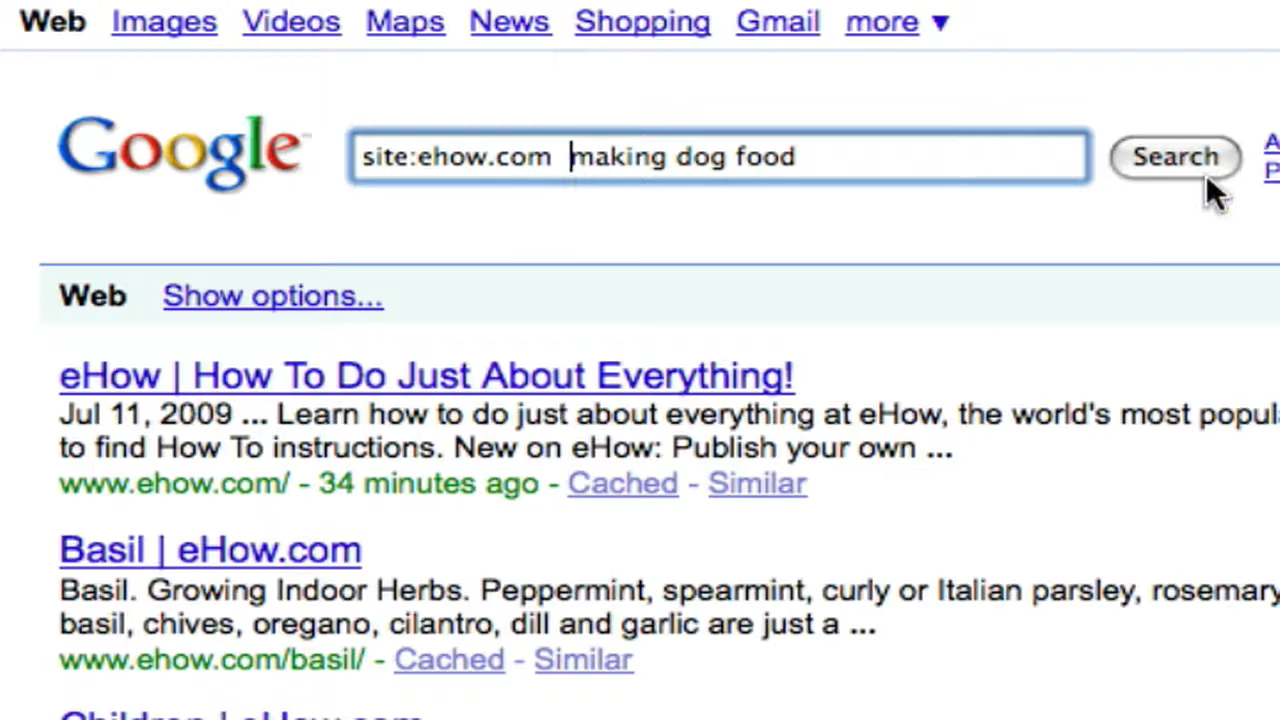 Web Images Videos Maps News Shopping Gmail more ▼
Google™ site:ehow.com making dog food Search
Web Show options...
eHow | How To Do Just About Everything!
Jul 11, 2009 ... Learn how to do just about everything at eHow, the world's most
to find How To instructions. New on eHow: Publish your own ...
www.ehow.com/ - 34 minutes ago - Cached - Similar
Basil | eHow.com
Basil. Growing Indoor Herbs. Peppermint, spearmint, curly or Italian parsley, rosemary
basil, chives, oregano, cilantro, dill and garlic are just a ...
www.ehow.com/basil/ - Cached - Similar
Children | eHow.com